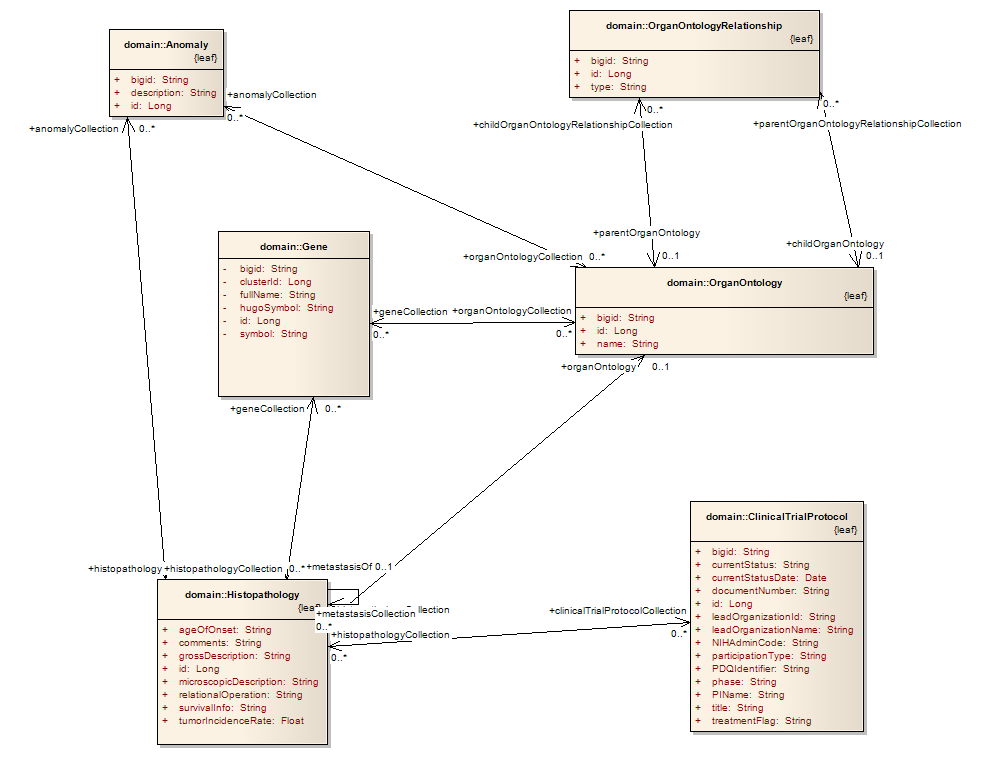 domain::OrganOntologyRelationship
{leaf}
+ bigid: String
+ id: Long
+ type: String
domain::Anomaly
{leaf}
+ bigid: String
+ description: String
+ id: Long
+anomalyCollection
0..*
+anomalyCollection
0..*
0..*
+childOrganOntologyRelationshipCollection
0..*
+parentOrganOntologyRelationshipCollection
+parentOrganOntology
0..1
+childOrganOntology
0..1
+organOntologyCollection 0..*
domain::Gene
- bigid: String
- clusterId: Long
- fullName: String
- hugoSymbol: String
- id: Long
- symbol: String
domain::OrganOntology
{leaf}
+ bigid: String
+ id: Long
+ name: String
+geneCollection
0..*
+organOntologyCollection
0..*
+organOntology
0..1
+geneCollection
0..*
domain::ClinicalTrialProtocol
{leaf}
+ bigid: String
+ currentStatus: String
+ currentStatusDate: Date
+ documentNumber: String
+ id: Long
+ leadOrganizationId: String
+ leadOrganizationName: String
+ NIHAdminCode: String
+ participationType: String
+ PDQIdentifier: String
+ phase: String
+ PIName: String
+ title: String
+ treatmentFlag: String
+histopathology
+histopathologyCollection
0..*
+metastasisOf 0..1
domain::Histopathology
+ ageOfOnset: String
+ comments: String
+ grossDescription: String
+ id: Long
+ microscopicDescription: String
+ relationalOperation: String
+ survivalInfo: String
+ tumorIncidenceRate: Float
+metastasisCollection
0..*
+histopathologyCollection
0..*
+clinicalTrialProtocolCollection
0..*